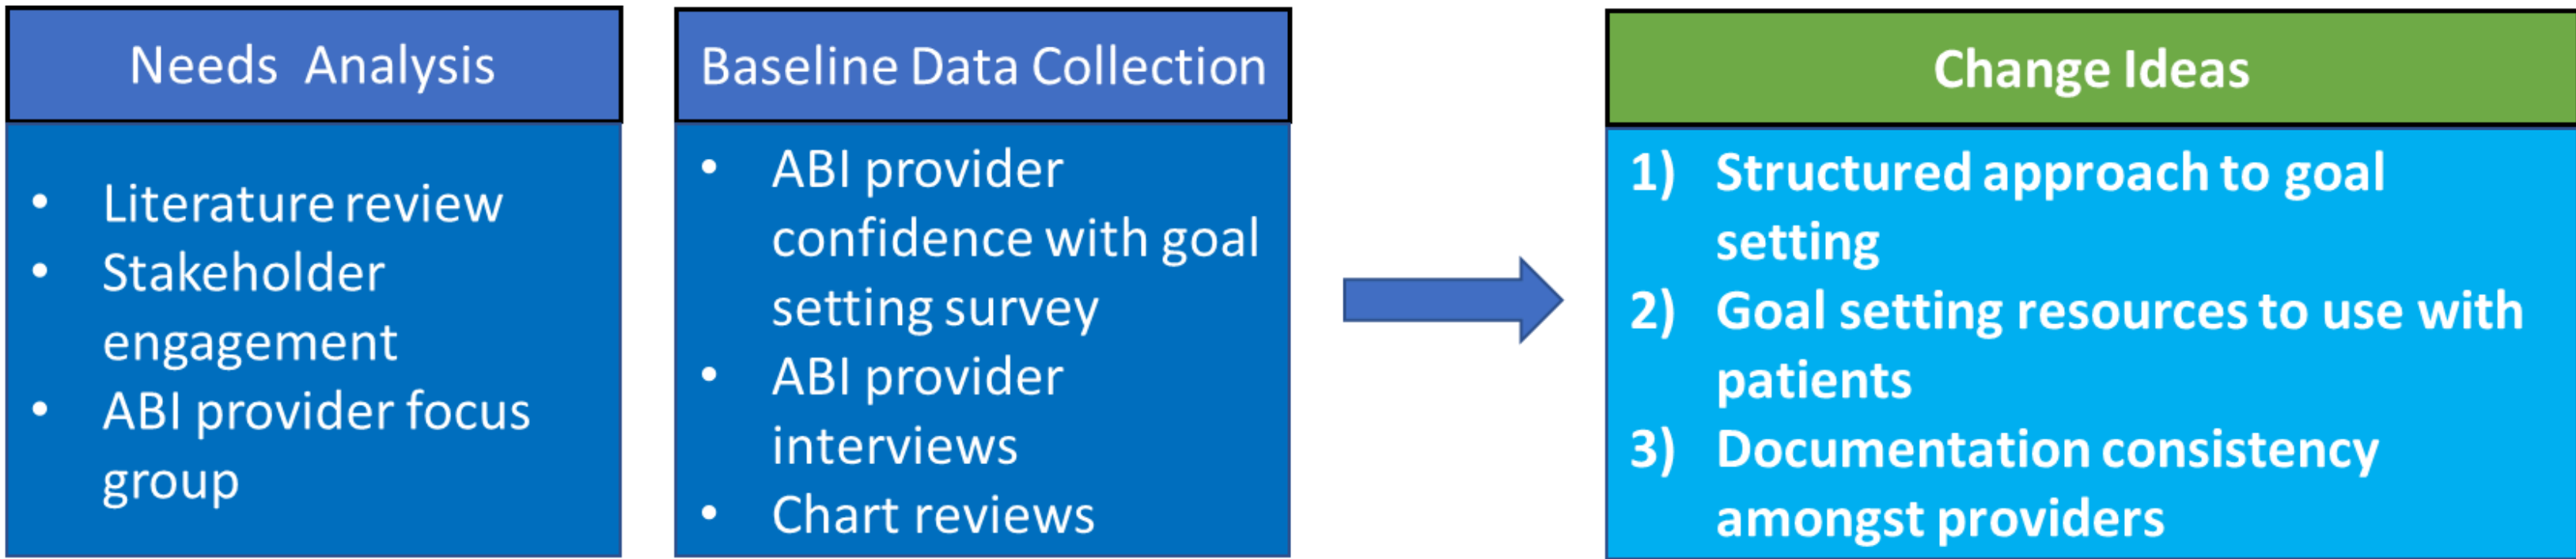 Needs Analysis
• Literature review
• Stakeholder
engagement
• ABI provider focus
group
Baseline Data Collection
• ABI provider
confidence with goal
setting survey
• ABI provider
interviews
• Chart reviews
Change Ideas
1) Structured approach to goal
setting
2) Goal setting resources to use with
patients
3) Documentation consistency
amongst providers